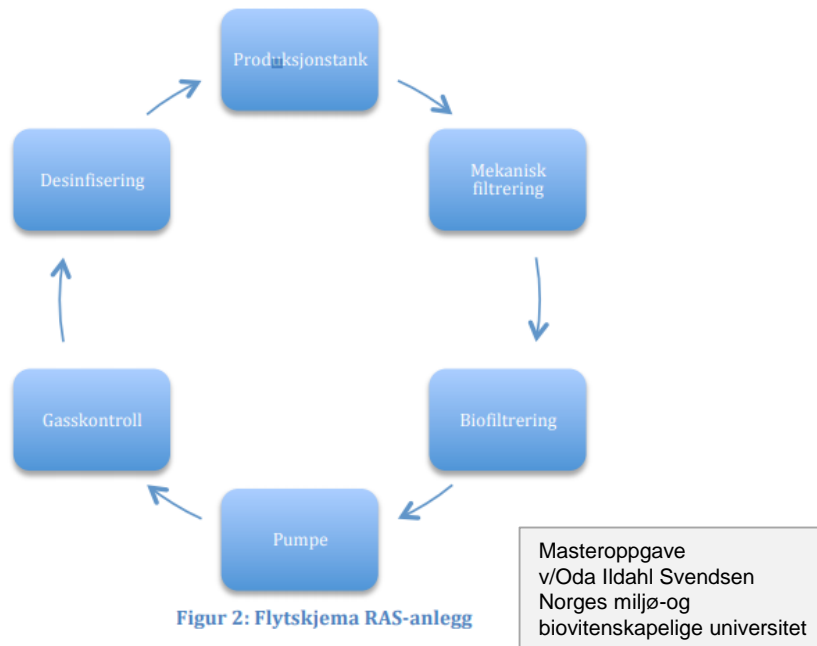 Produksjonstank
Mekanisk
filtrering
Biofiltrering
Pumpe
Gasskontroll
Desinfisering
Figur 2: Flytskjema RAS-anlegg
Masteroppgave
v/Oda Ildahl Svendsen
Norges miljø-og
biovitenskapelige universitet